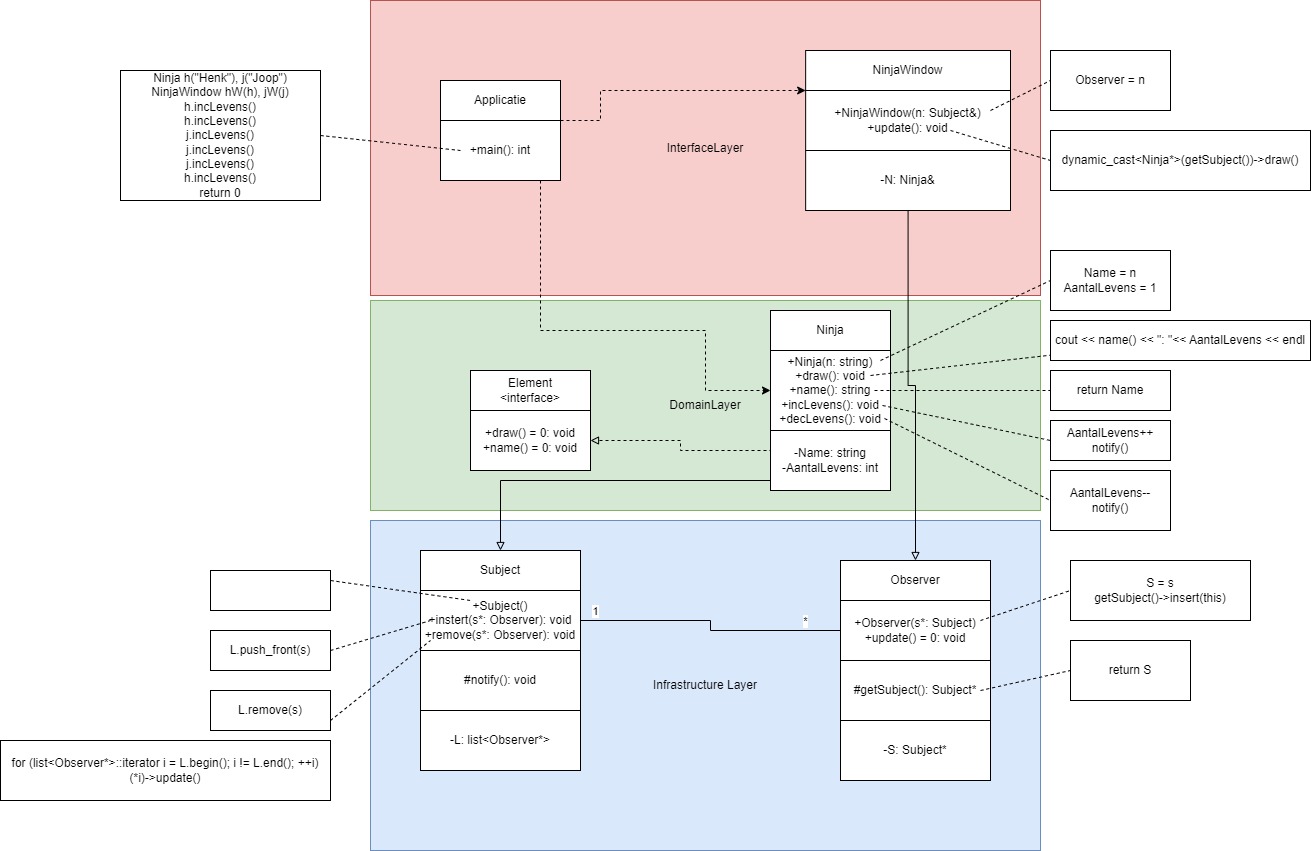 Ninja h("Henk"), j("Joop")
NinjaWindow hW(h), jW(j)
h.incLevens()
h.incLevens()
j.incLevens()
j.incLevens()
j.incLevens()
h.incLevens()
return 0
Applicatie
+main(): int
InterfaceLayer
NinjaWindow
+NinjaWindow(n: Subject&)
+update(): void
-N: Ninja&
Observer = n
dynamic_cast<Ninja*>(getSubject())->draw()
Element
<interface>
+draw() = 0: void
+name() = 0: void
DomainLayer
Ninja
+Ninja(n: string)
+draw(): void
+name(): string
+incLevens(): void
+decLevens(): void
-Name: string
-AantalLevens: int
Name = n
AantalLevens = 1
cout << name() << ": "<< AantalLevens << endl
return Name
AantalLevens++
notify()
AantalLevens--
notify()
Subject
+Subject()
+instert(s*: Observer): void
+remove(s*: Observer): void
#notify(): void
-L: list<Observer*>
L.push_front(s)
L.remove(s)
for (list<Observer*>::iterator i = L.begin(); i != L.end(); ++i)
(*i)->update()
1
*
Infrastructure Layer
Observer
+Observer(s*: Subject)
+update() = 0: void
#getSubject(): Subject*
-S: Subject*
S = s
getSubject()->insert(this)
return S